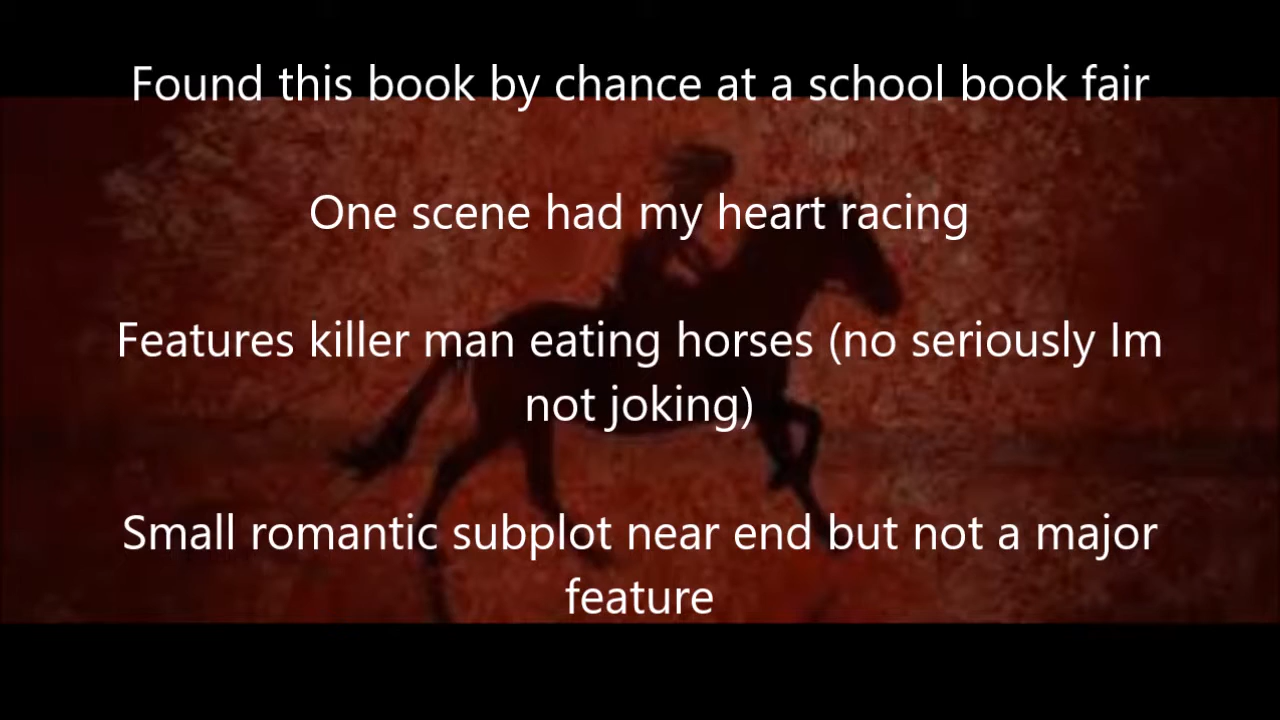 Found this book by chance at a school book fair
One scene had my heart racing
Features killer man eating horses (no seriously Im
not joking)
Small romantic subplot near end but not a major
feature